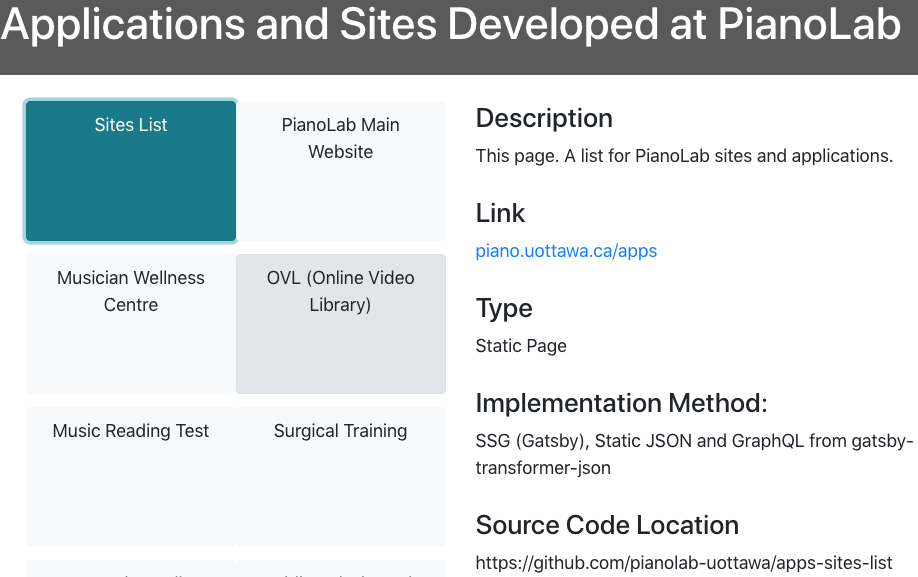 Applications and Sites Developed at PianoLab
Sites List
PianoLab Main
Website
Musician Wellness
Centre
OVL (Online Video
Library)
Music Reading Test
Surgical Training
Description
This page. A list for PianoLab sites and applications.
Link
piano.uottawa.ca/apps
Type
Static Page
Implementation Method:
SSG (Gatsby), Static JSON and GraphQL from gatsby-
transformer-json
Source Code Location
https://github.com/pianolab-uottawa/apps-sites-list